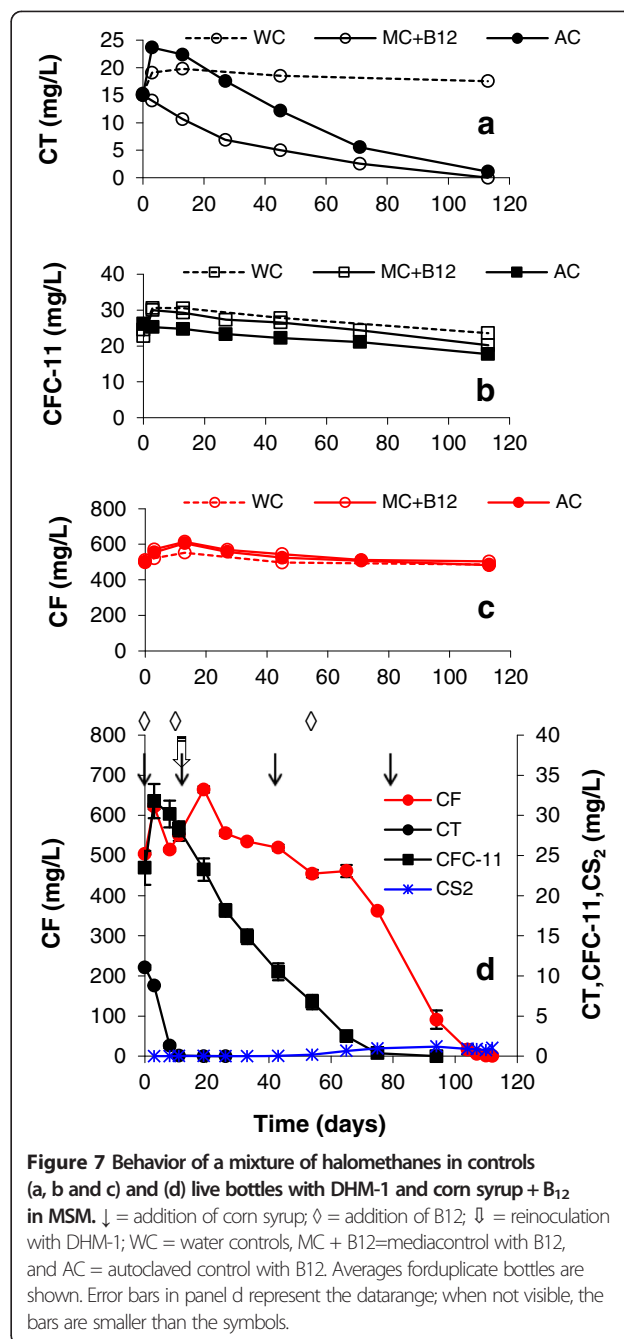 WC MC+B12 AC
25
20
15
10
5
0
CT (mg/L)
a
0 20 40 60 80 100 120
WC MC+B12 AC
40
30
20
10
0
CFC-11 (mg/L)
b
0 20 40 60 80 100 120
WC MC+B12 AC
800
600
400
200
0
CF (mg/L)
c
0 20 40 60 80 100 120
800
700
600
500
400
300
200
100
0
CF (mg/L)
40
35
30
25
20
15
10
5
0
CT,CFC-11,CS2 (mg/L)
CF
CT
CFC-11
CS2
d
0 20 40 60 80 100 120
Time (days)
Figure 7 Behavior of a mixture of halomethanes in controls
(a, b and c) and (d) live bottles with DHM-1 and corn syrup + B12
in MSM. ↓ = addition of corn syrup; ◊ = addition of B12; ⇩ = reinoculation
with DHM-1; WC = water controls, MC + B12=mediacontrol with B12,
and AC = autoclaved control with B12. Averages forduplicate bottles are
shown. Error bars in panel d represent the datarange; when not visible, the
bars are smaller than the symbols.